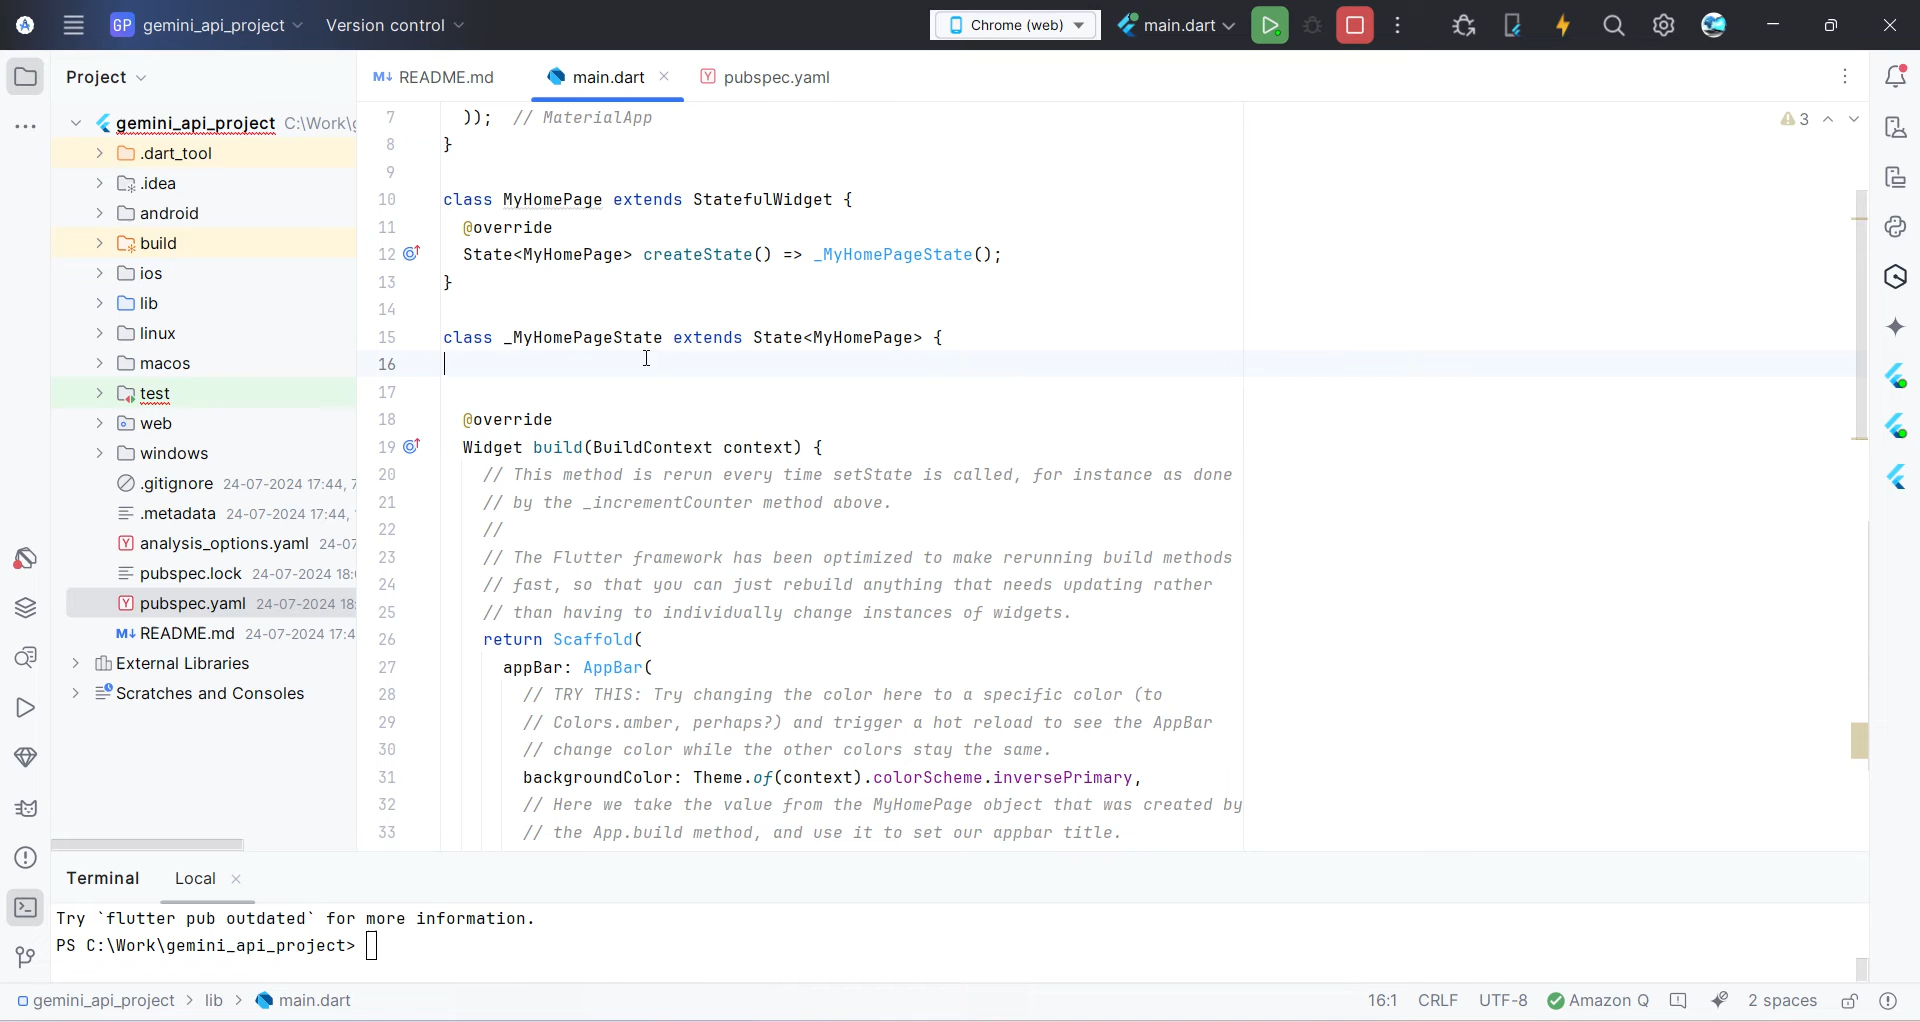 GP gemini_api_project Version control Chrome (web) main.dart
Project README.md main.dart pubspec.yaml
gemini_api_project C:\Work\g
.dart_tool
.idea
android
build
ios
lib
linux
macos
test
web
windows
.gitignore 24-07-2024 17:44, 7
.metadata 24-07-2024 17:44,
analysis_options.yaml 24-07
pubspec.lock 24-07-2024 18:
pubspec.yaml 24-07-2024 18:
README.md 24-07-2024 17:4
External Libraries
Scratches and Consoles
7 )); // MaterialApp
8 }
9
10 class MyHomePage extends StatefulWidget {
11 @override
12 State<MyHomePage> createState() => _MyHomePageState();
13 }
14
15 class _MyHomePageState extends State<MyHomePage> {
16
17
18 @override
19 Widget build(BuildContext context) {
20 // This method is rerun every time setState is called, for instance as done
21 // by the _incrementCounter method above.
22 //
23 // The Flutter framework has been optimized to make rerunning build methods
24 // fast, so that you can just rebuild anything that needs updating rather
25 // than having to individually change instances of widgets.
26 return Scaffold(
27 appBar: AppBar(
28 // TRY THIS: Try changing the color here to a specific color (to
29 // Colors.amber, perhaps?) and trigger a hot reload to see the AppBar
30 // change color while the other colors stay the same.
31 backgroundColor: Theme.of(context).colorScheme.inversePrimary,
32 // Here we take the value from the MyHomePage object that was created by
33 // the App.build method, and use it to set our appbar title.
3
Terminal Local
Try `flutter pub outdated` for more information.
PS C:\Work\gemini_api_project>
gemini_api_project > lib > main.dart 16:1 CRLF UTF-8 Amazon Q 2 spaces